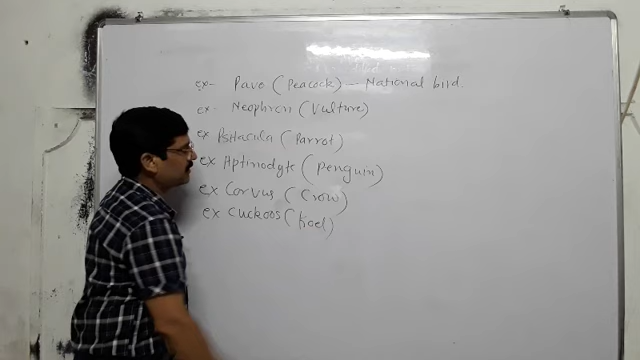 ex- Pavo (Peacock) - National bird.
ex- Neophron (Vulture)
ex Psittacula (Parrot)
ex Aptinodyte (Penguin)
ex Corvus (Crow)
ex Cuckoos (Koel)